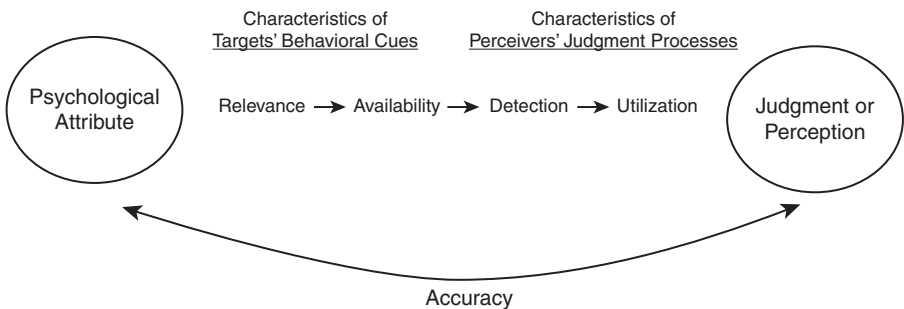 Characteristics of
Targets’ Behavioral Cues
Characteristics of
Perceivers’ Judgment Processes
Psychological
Attribute
Relevance → Availability → Detection → Utilization
Judgment or
Perception
Accuracy